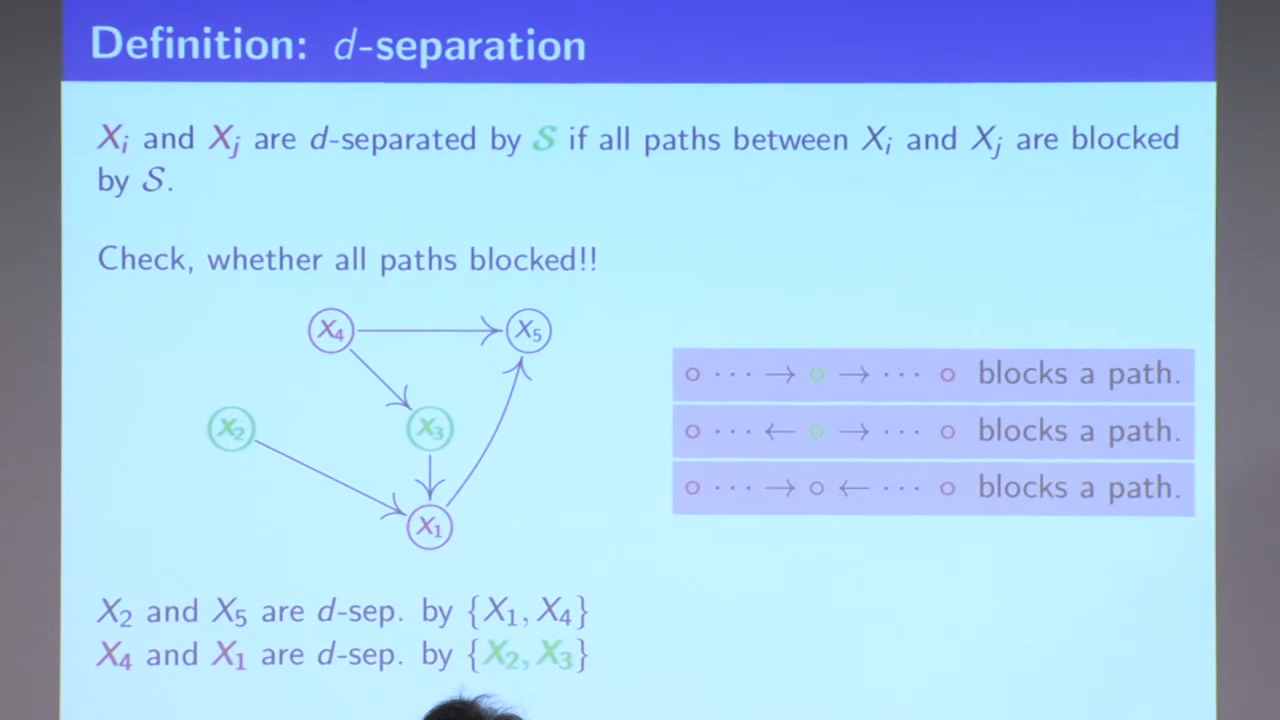 Definition: d-separation
Xᵢ and Xⱼ are d-separated by 𝒮 if all paths between Xᵢ and Xⱼ are blocked
by 𝒮.
Check, whether all paths blocked!!
X₄
X₅
∘ ··· → ∘ → ··· ∘ blocks a path.
X₂
X₃
∘ ··· ← ∘ → ··· ∘ blocks a path.
∘ ··· → ∘ ← ··· ∘ blocks a path.
X₁
X₂ and X₅ are d-sep. by {X₁, X₄}
X₄ and X₁ are d-sep. by {X₂, X₃}